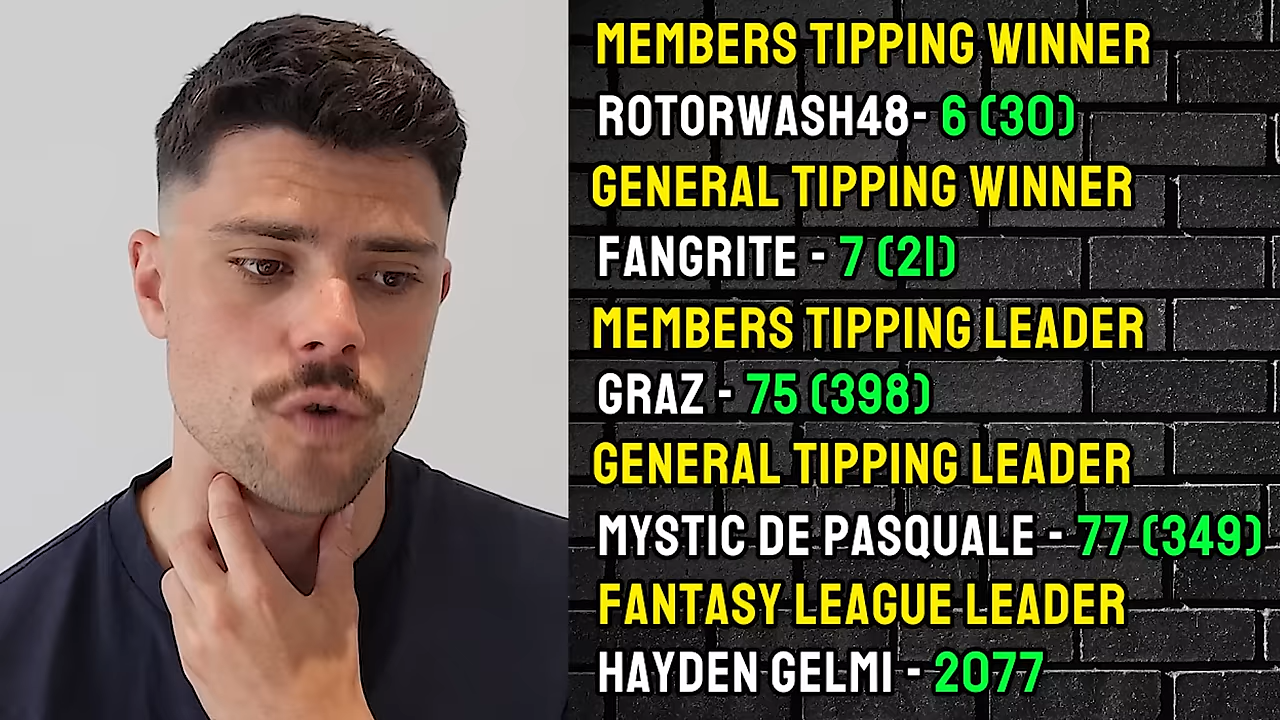 MEMBERS TIPPING WINNER
ROTORWASH48- 6 (30)
GENERAL TIPPING WINNER
FANGRITE - 7 (21)
MEMBERS TIPPING LEADER
GRAZ - 75 (398)
GENERAL TIPPING LEADER
MYSTIC DE PASQUALE - 77 (349)
FANTASY LEAGUE LEADER
HAYDEN GELMI - 2077